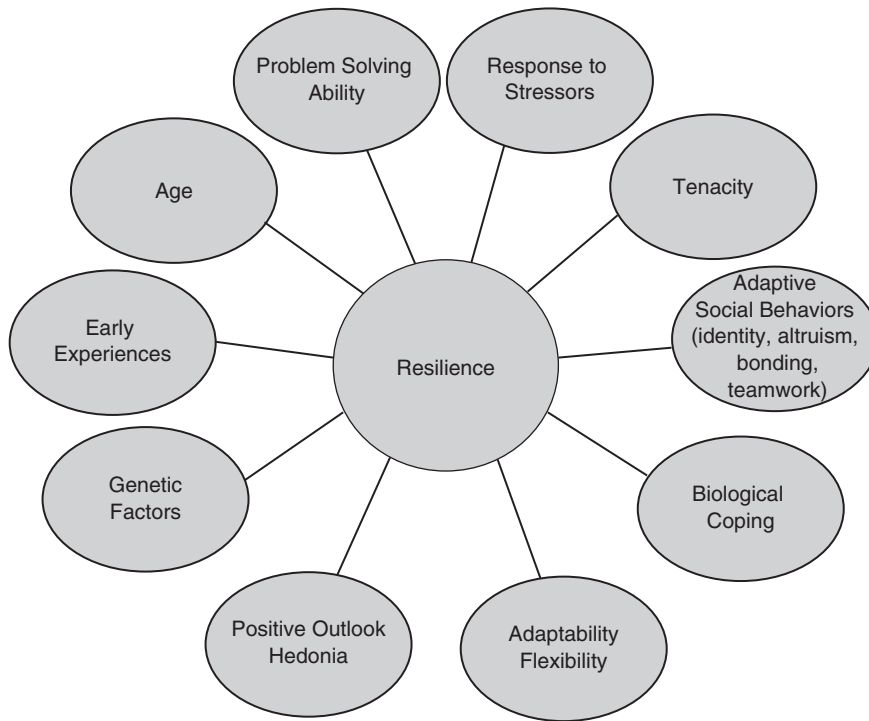 Problem Solving
Ability
Response to
Stressors
Age
Tenacity
Adaptive
Social Behaviors
(identity, altruism,
bonding,
teamwork)
Early
Experiences
Resilience
Genetic
Factors
Biological
Coping
Positive Outlook
Hedonia
Adaptability
Flexibility